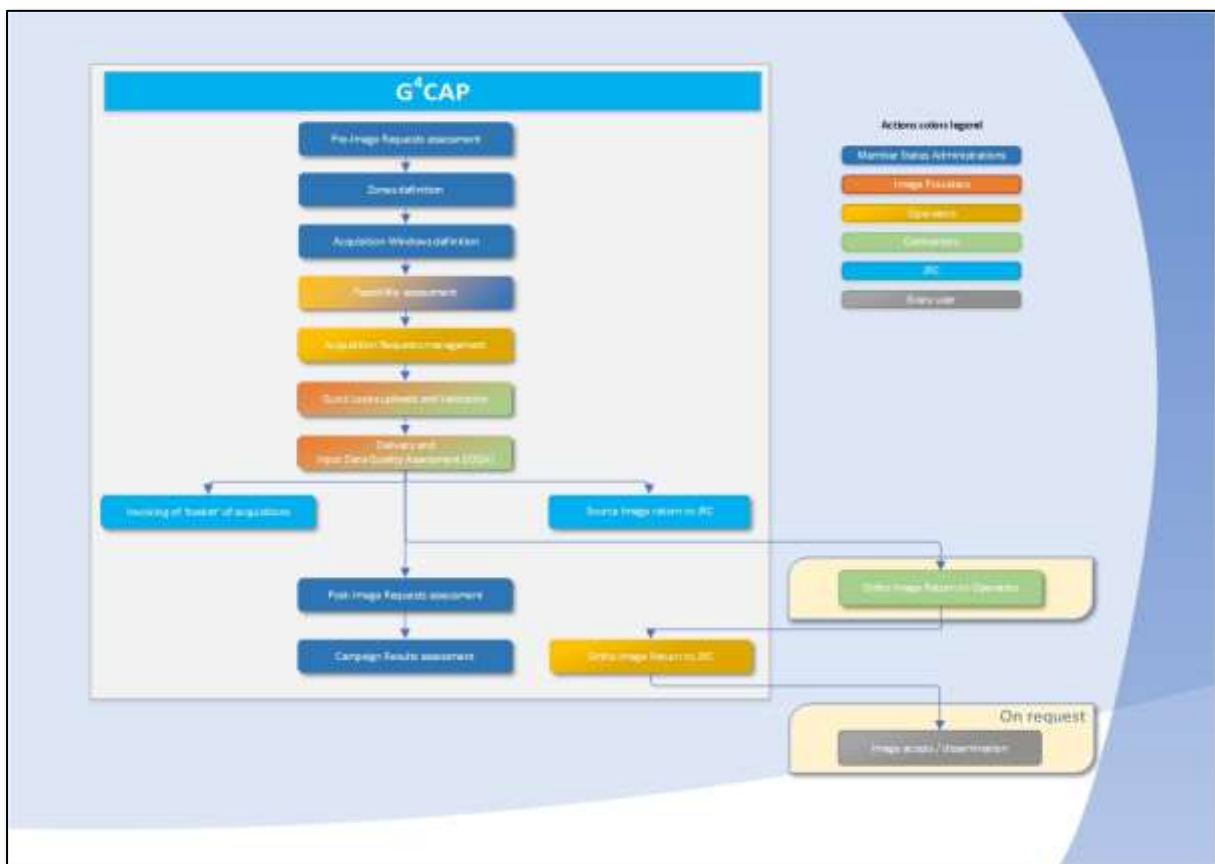 G⁴CAP
Pre-Image Requests assessment
Zones definition
Acquisition Windows definition
Feasibility assessment
Acquisition Requests management
Quick Looks uploads and Validation
Delivery and
Input Data Quality Assessment (IDQA)
Invoicing of 'basket' of acquisitions
Source Image return to JRC
Post-Image Requests assessment
Campaign Results assessment
Ortho Image Return to Operator
Ortho Image Return to JRC
On request
Image access / dissemination
Actions colors legend
Member Status Administrations
Image Providers
Operators
Contractors
JRC
Every user